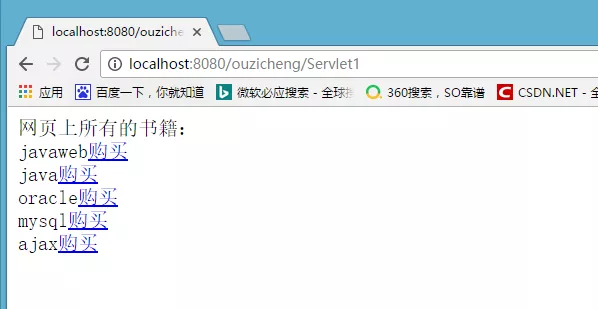 localhost:8080/ouziche
localhost:8080/ouzicheng/Servlet1
应用 百度一下，你就知道 微软必应搜索 - 全球 360搜索，SO靠谱 CSDN.NET - 全
网页上所有的书籍：
javaweb购买
java购买
oracle购买
mysql购买
ajax购买